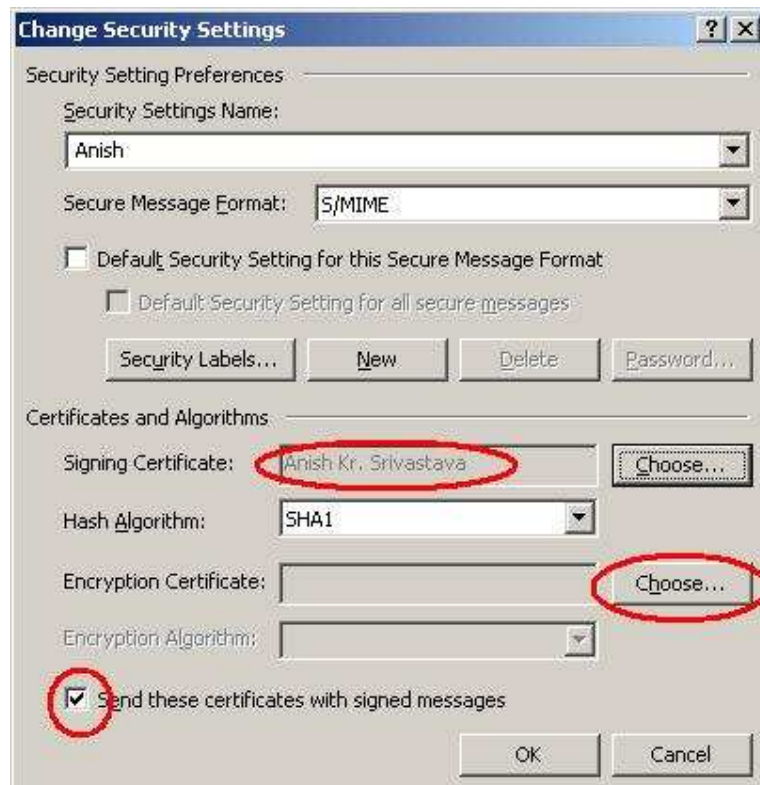 Change Security Settings
Security Setting Preferences
Security Settings Name:
Anish
Secure Message Format: S/MIME
Default Security Setting for this Secure Message Format
Default Security Setting for all secure messages
Security Labels... New Delete Password...
Certificates and Algorithms
Signing Certificate: Anish Kr. Srivastava Choose...
Hash Algorithm: SHA1
Encryption Certificate: Choose...
Encryption Algorithm:
Send these certificates with signed messages
OK Cancel